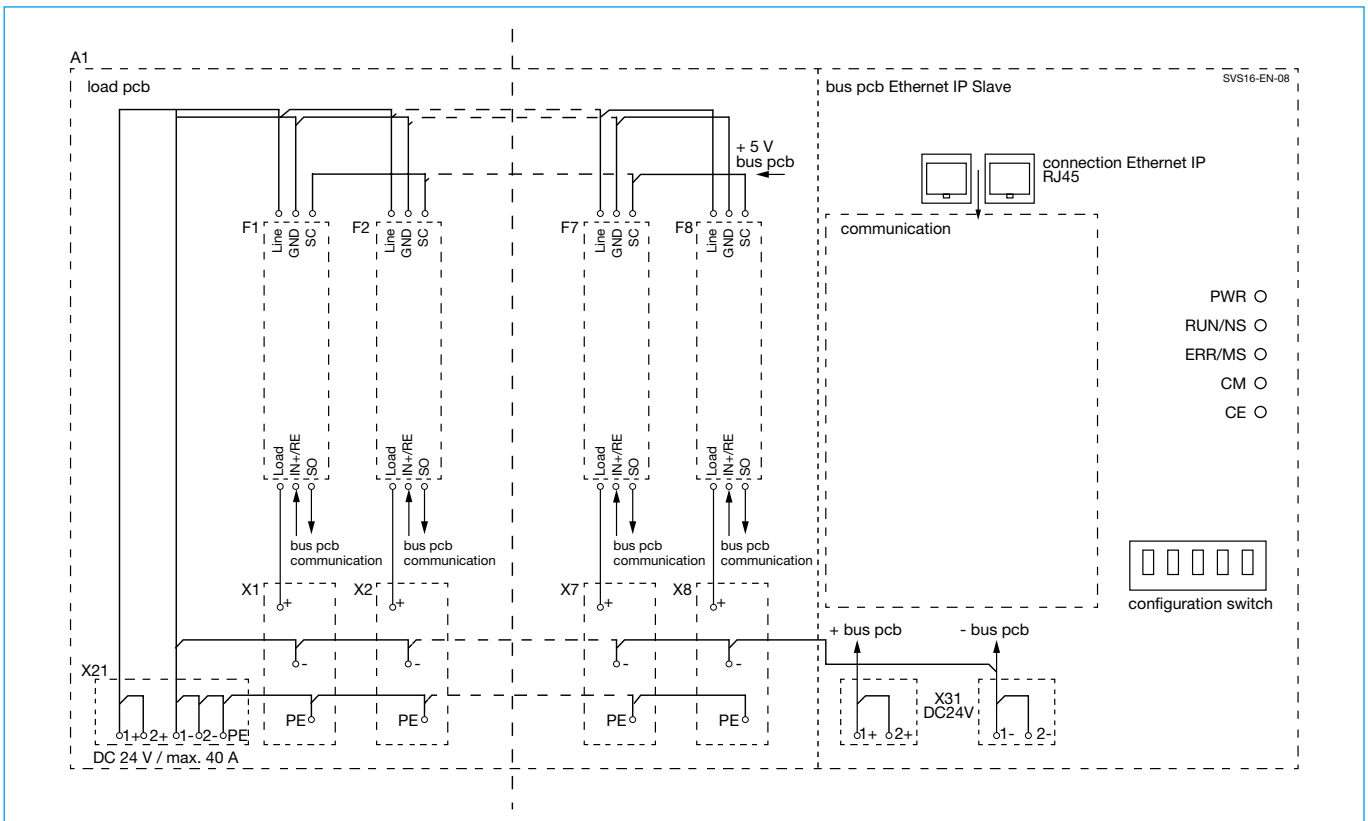 A1
load pcb
bus pcb Ethernet IP Slave
SVS16-EN-08
+ 5 V
bus pcb
connection Ethernet IP
RJ45
F1
Line
GND
SC
F2
Line
GND
SC
F7
Line
GND
SC
F8
Line
GND
SC
communication
PWR
RUN/NS
ERR/MS
CM
CE
Load
IN+/RE
SO
Load
IN+/RE
SO
Load
IN+/RE
SO
Load
IN+/RE
SO
bus pcb
communication
bus pcb
communication
bus pcb
communication
bus pcb
communication
X1
+
-
PE
X2
+
-
PE
X7
+
-
PE
X8
+
-
PE
configuration switch
+ bus pcb
- bus pcb
X21
1+ 2+ 1- 2- PE
DC 24 V / max. 40 A
X31
DC24V
1+ 2+
1- 2-